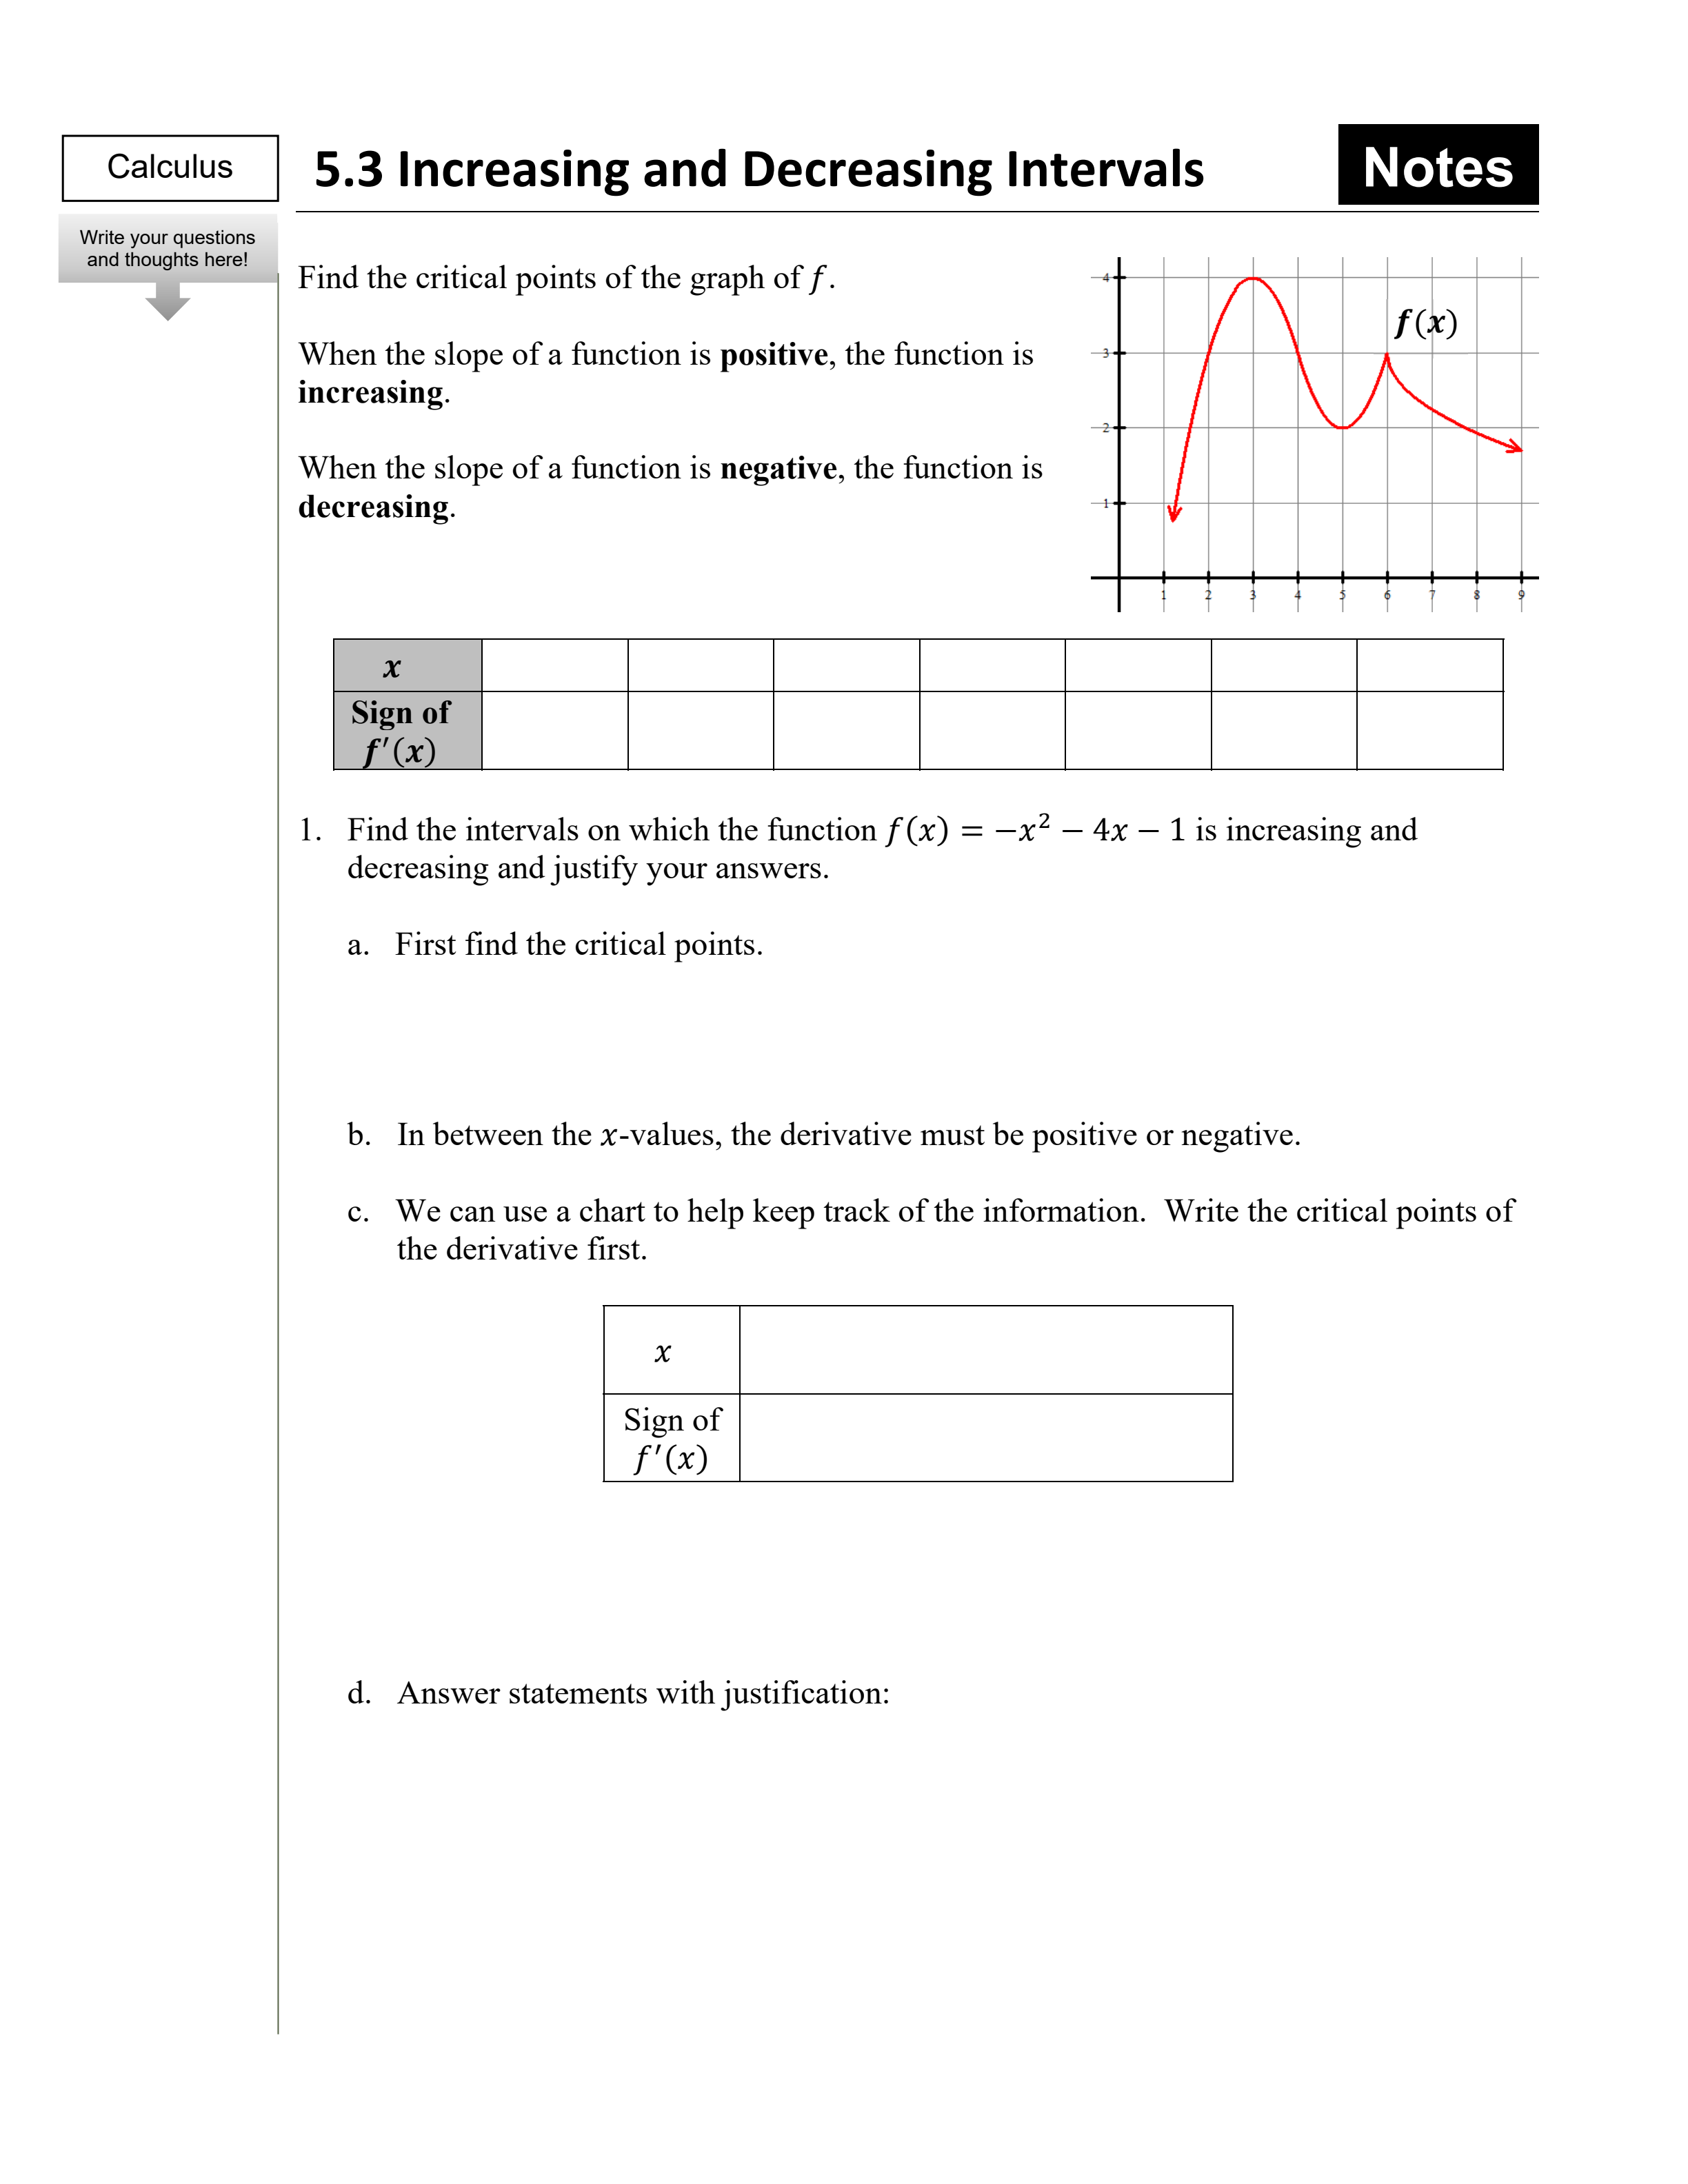 Calculus
5.3 Increasing and Decreasing Intervals
Notes
Write your questions
and thoughts here!
Find the critical points of the graph of f.
When the slope of a function is positive, the function is
increasing.
When the slope of a function is negative, the function is
decreasing.
f(x)
4
3
2
1
1 2 3 4 5 6 7 8 9
x
Sign of
f′(x)
1. Find the intervals on which the function f(x) = −x² − 4x − 1 is increasing and
decreasing and justify your answers.
a. First find the critical points.
b. In between the x-values, the derivative must be positive or negative.
c. We can use a chart to help keep track of the information. Write the critical points of
the derivative first.
x
Sign of
f′(x)
d. Answer statements with justification: